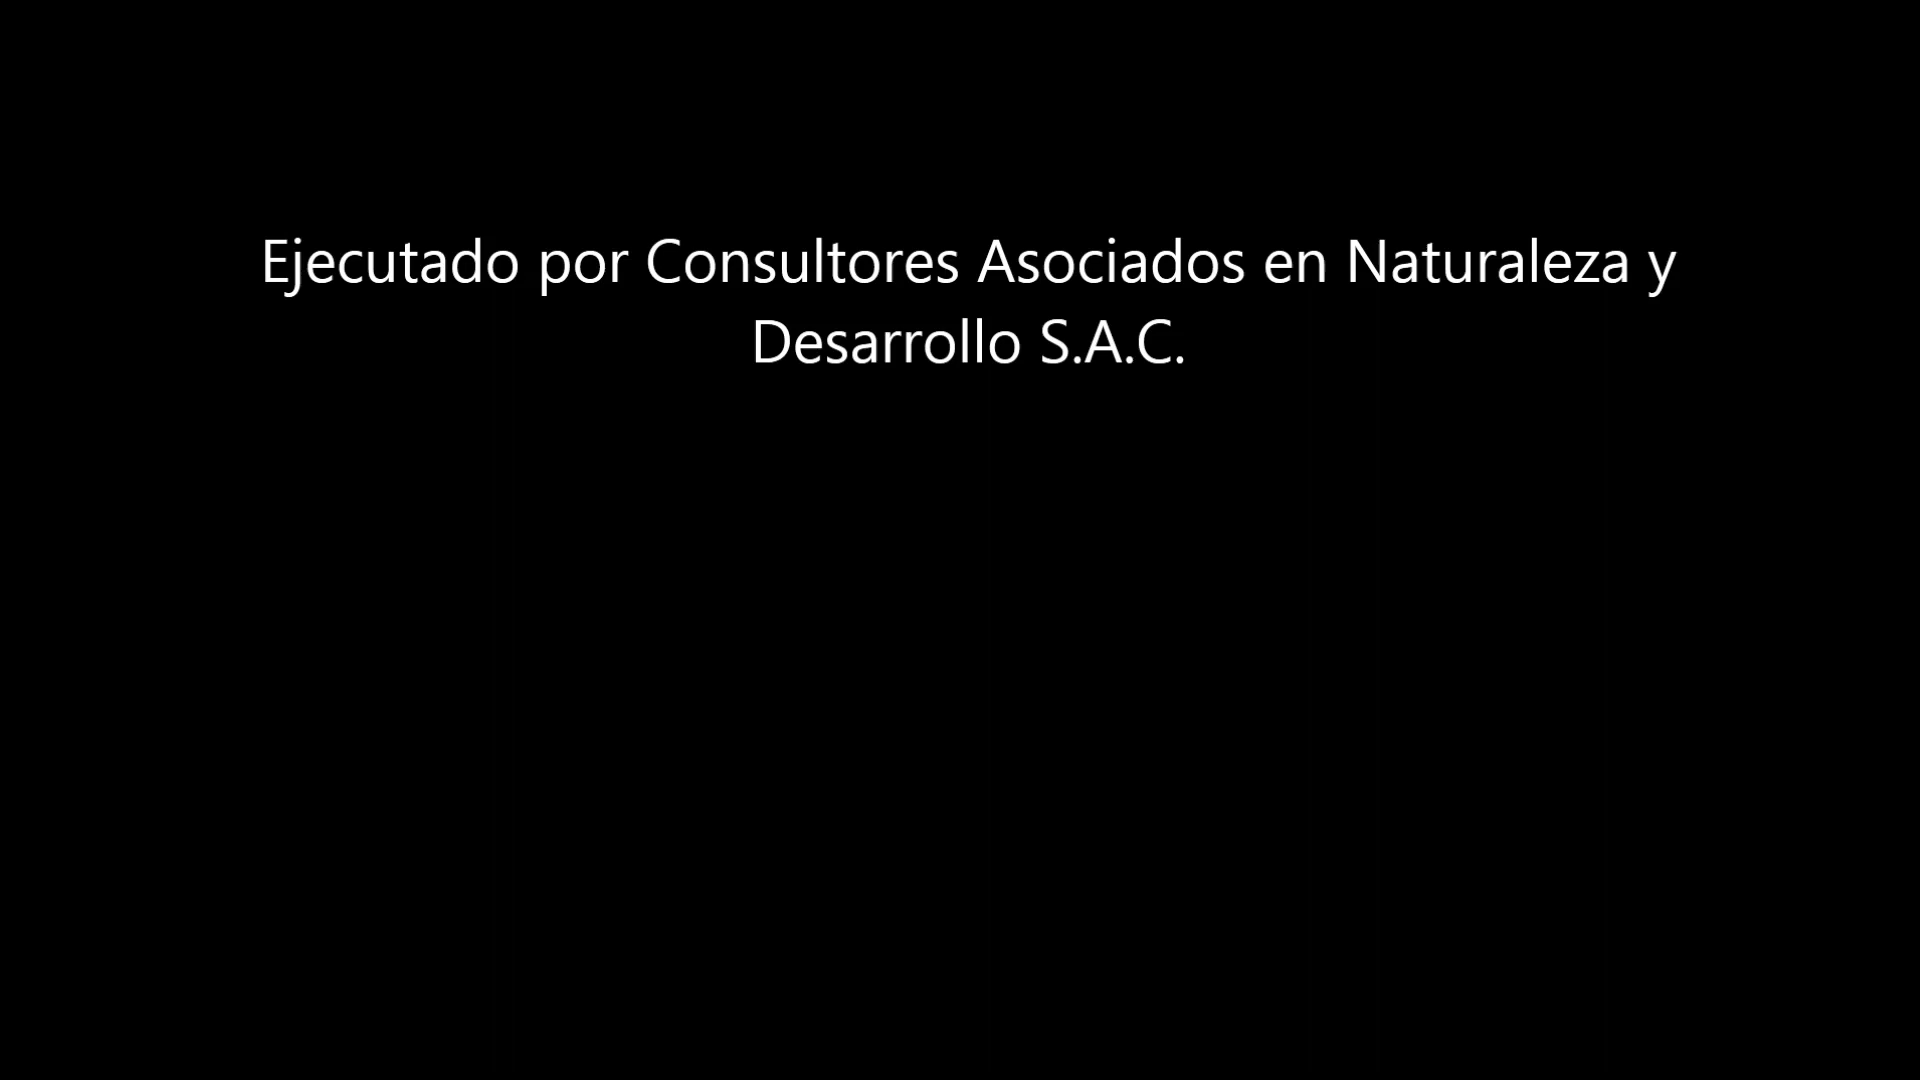 Ejecutado por Consultores Asociados en Naturaleza y
Desarrollo S.A.C.